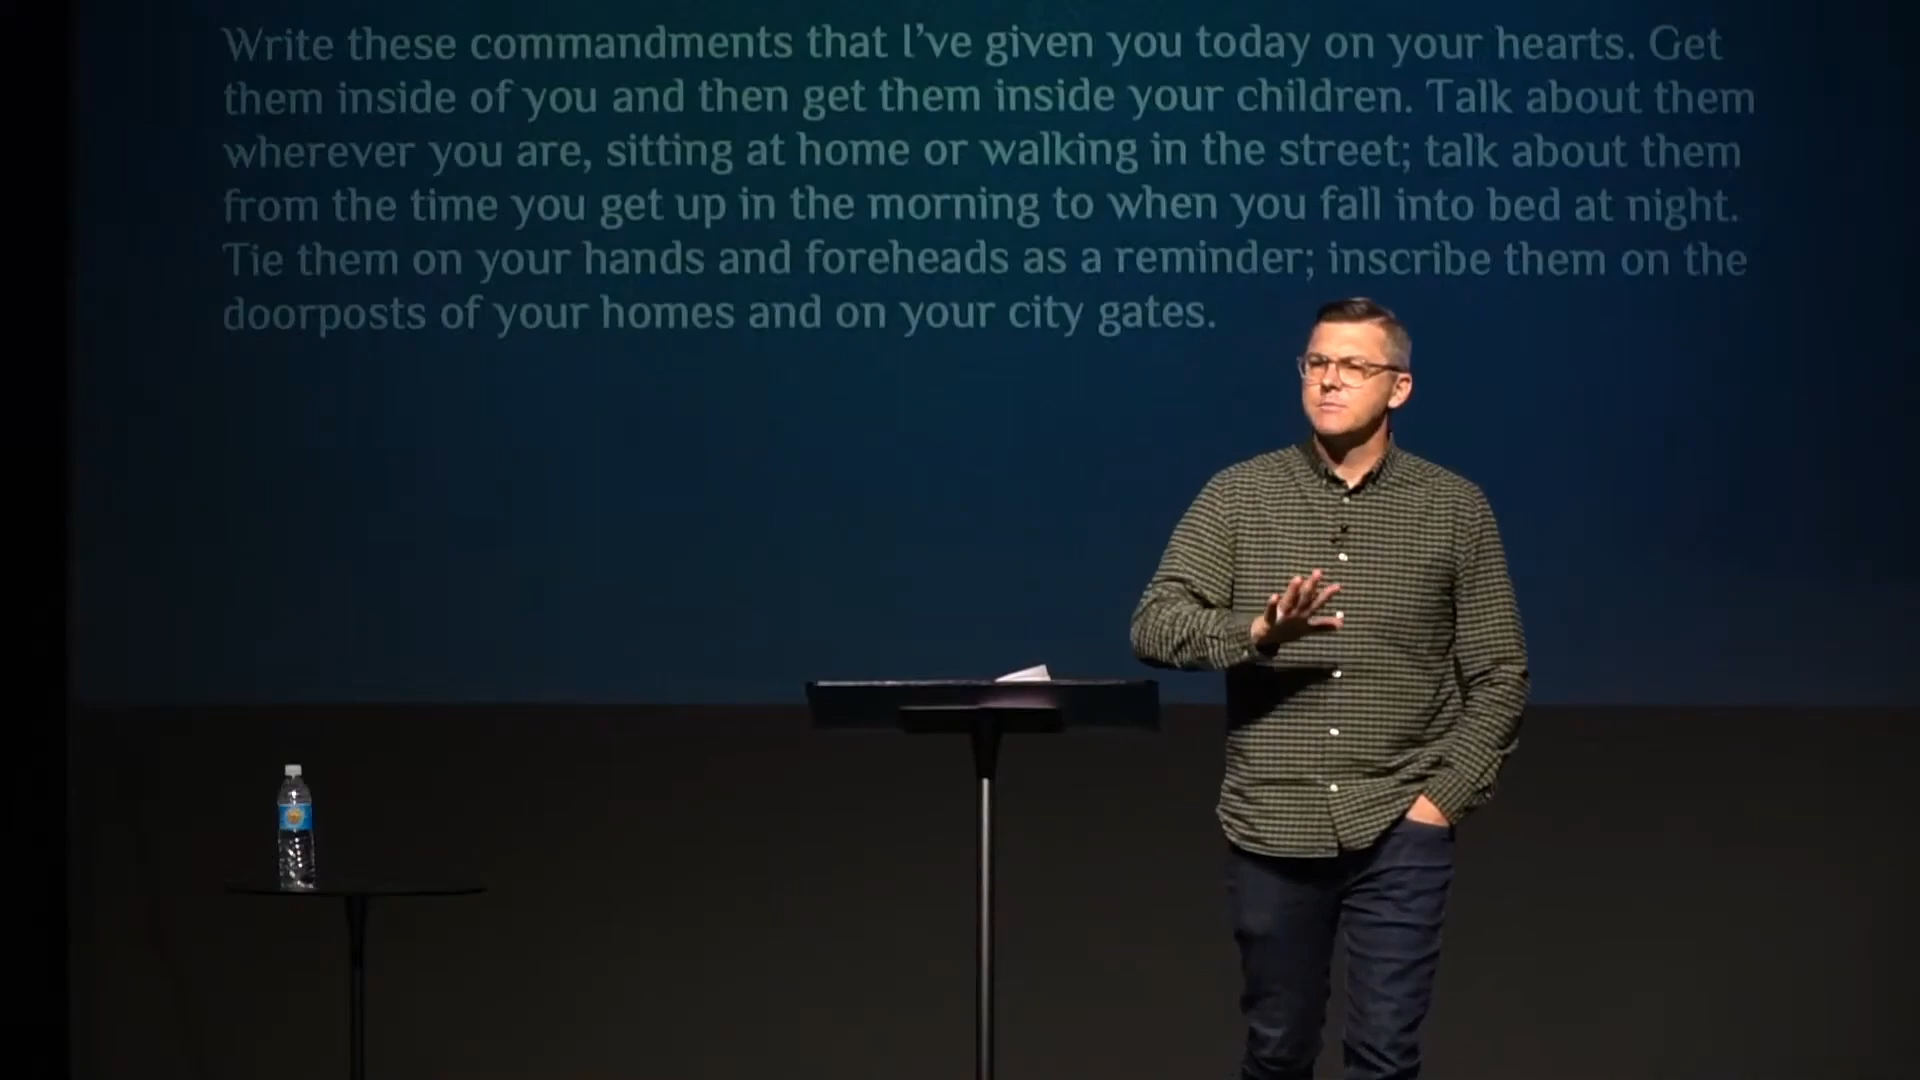 Write these commandments that I've given you today on your hearts. Get
them inside of you and then get them inside your children. Talk about them
wherever you are, sitting at home or walking in the street; talk about them
from the time you get up in the morning to when you fall into bed at night.
Tie them on your hands and foreheads as a reminder; inscribe them on the
doorposts of your homes and on your city gates.